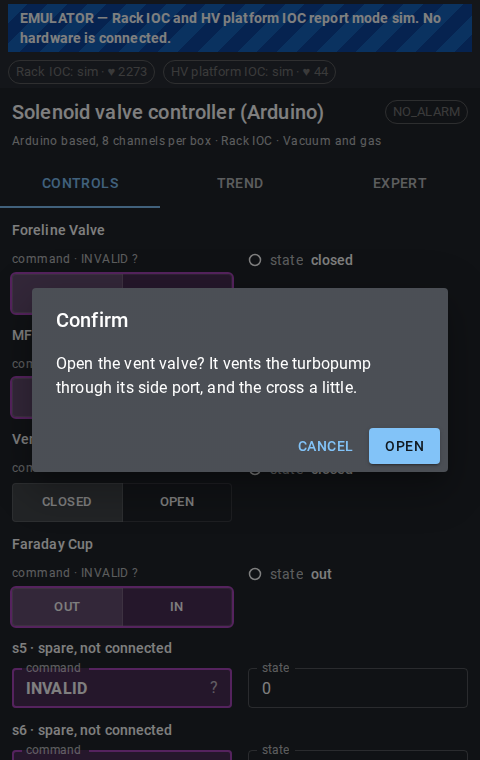 EMULATOR — Rack IOC and HV platform IOC report mode sim. No
hardware is connected.
Rack IOC: sim · ♥ 2273
HV platform IOC: sim · ♥ 44
Solenoid valve controller (Arduino)
NO_ALARM
Arduino based, 8 channels per box · Rack IOC · Vacuum and gas
CONTROLS
TREND
EXPERT
Foreline Valve
command · INVALID ?
state closed
Confirm
Open the vent valve? It vents the turbopump
through its side port, and the cross a little.
CANCEL
OPEN
CLOSED
OPEN
Faraday Cup
command · INVALID ?
state out
OUT
IN
s5 · spare, not connected
command
INVALID
?
state
0
s6 · spare, not connected
command
state